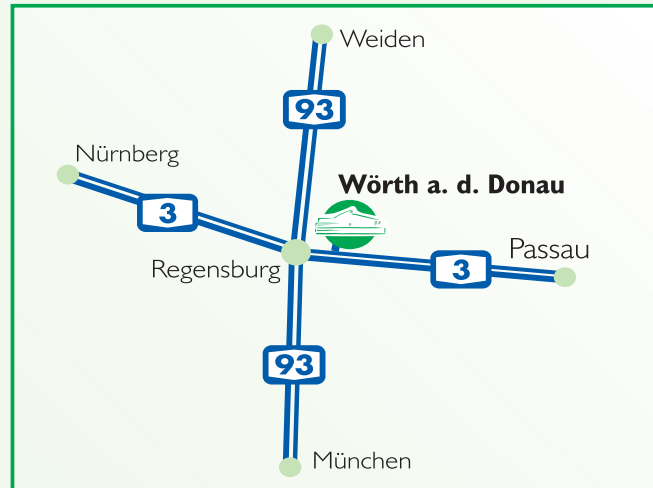 Weiden
93
Nürnberg
Wörth a. d. Donau
3
Regensburg
Passau
3
93
München